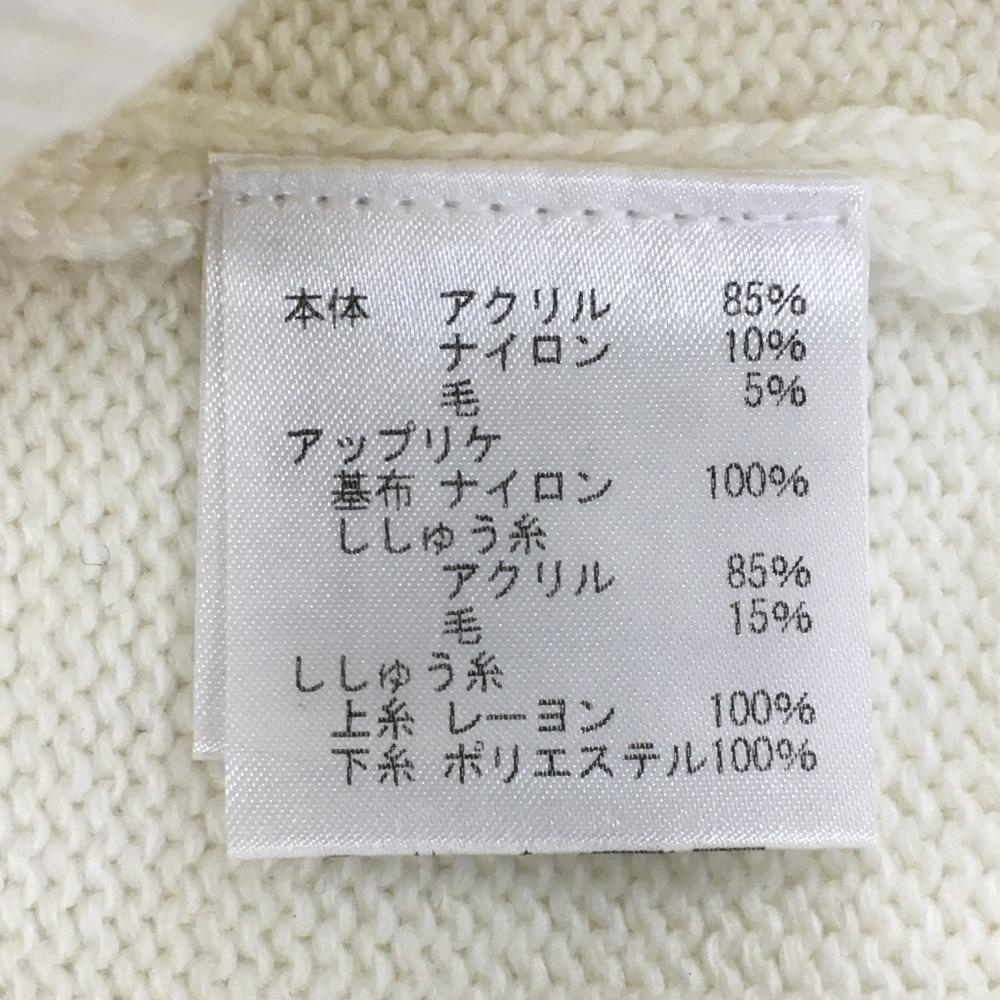 本体 アクリル 85%
ナイロン 10%
毛 5%
アップリケ
基布 ナイロン 100%
ししゅう糸
アクリル 85%
毛 15%
ししゅう糸
上糸 レーヨン 100%
下糸 ポリエステル100%